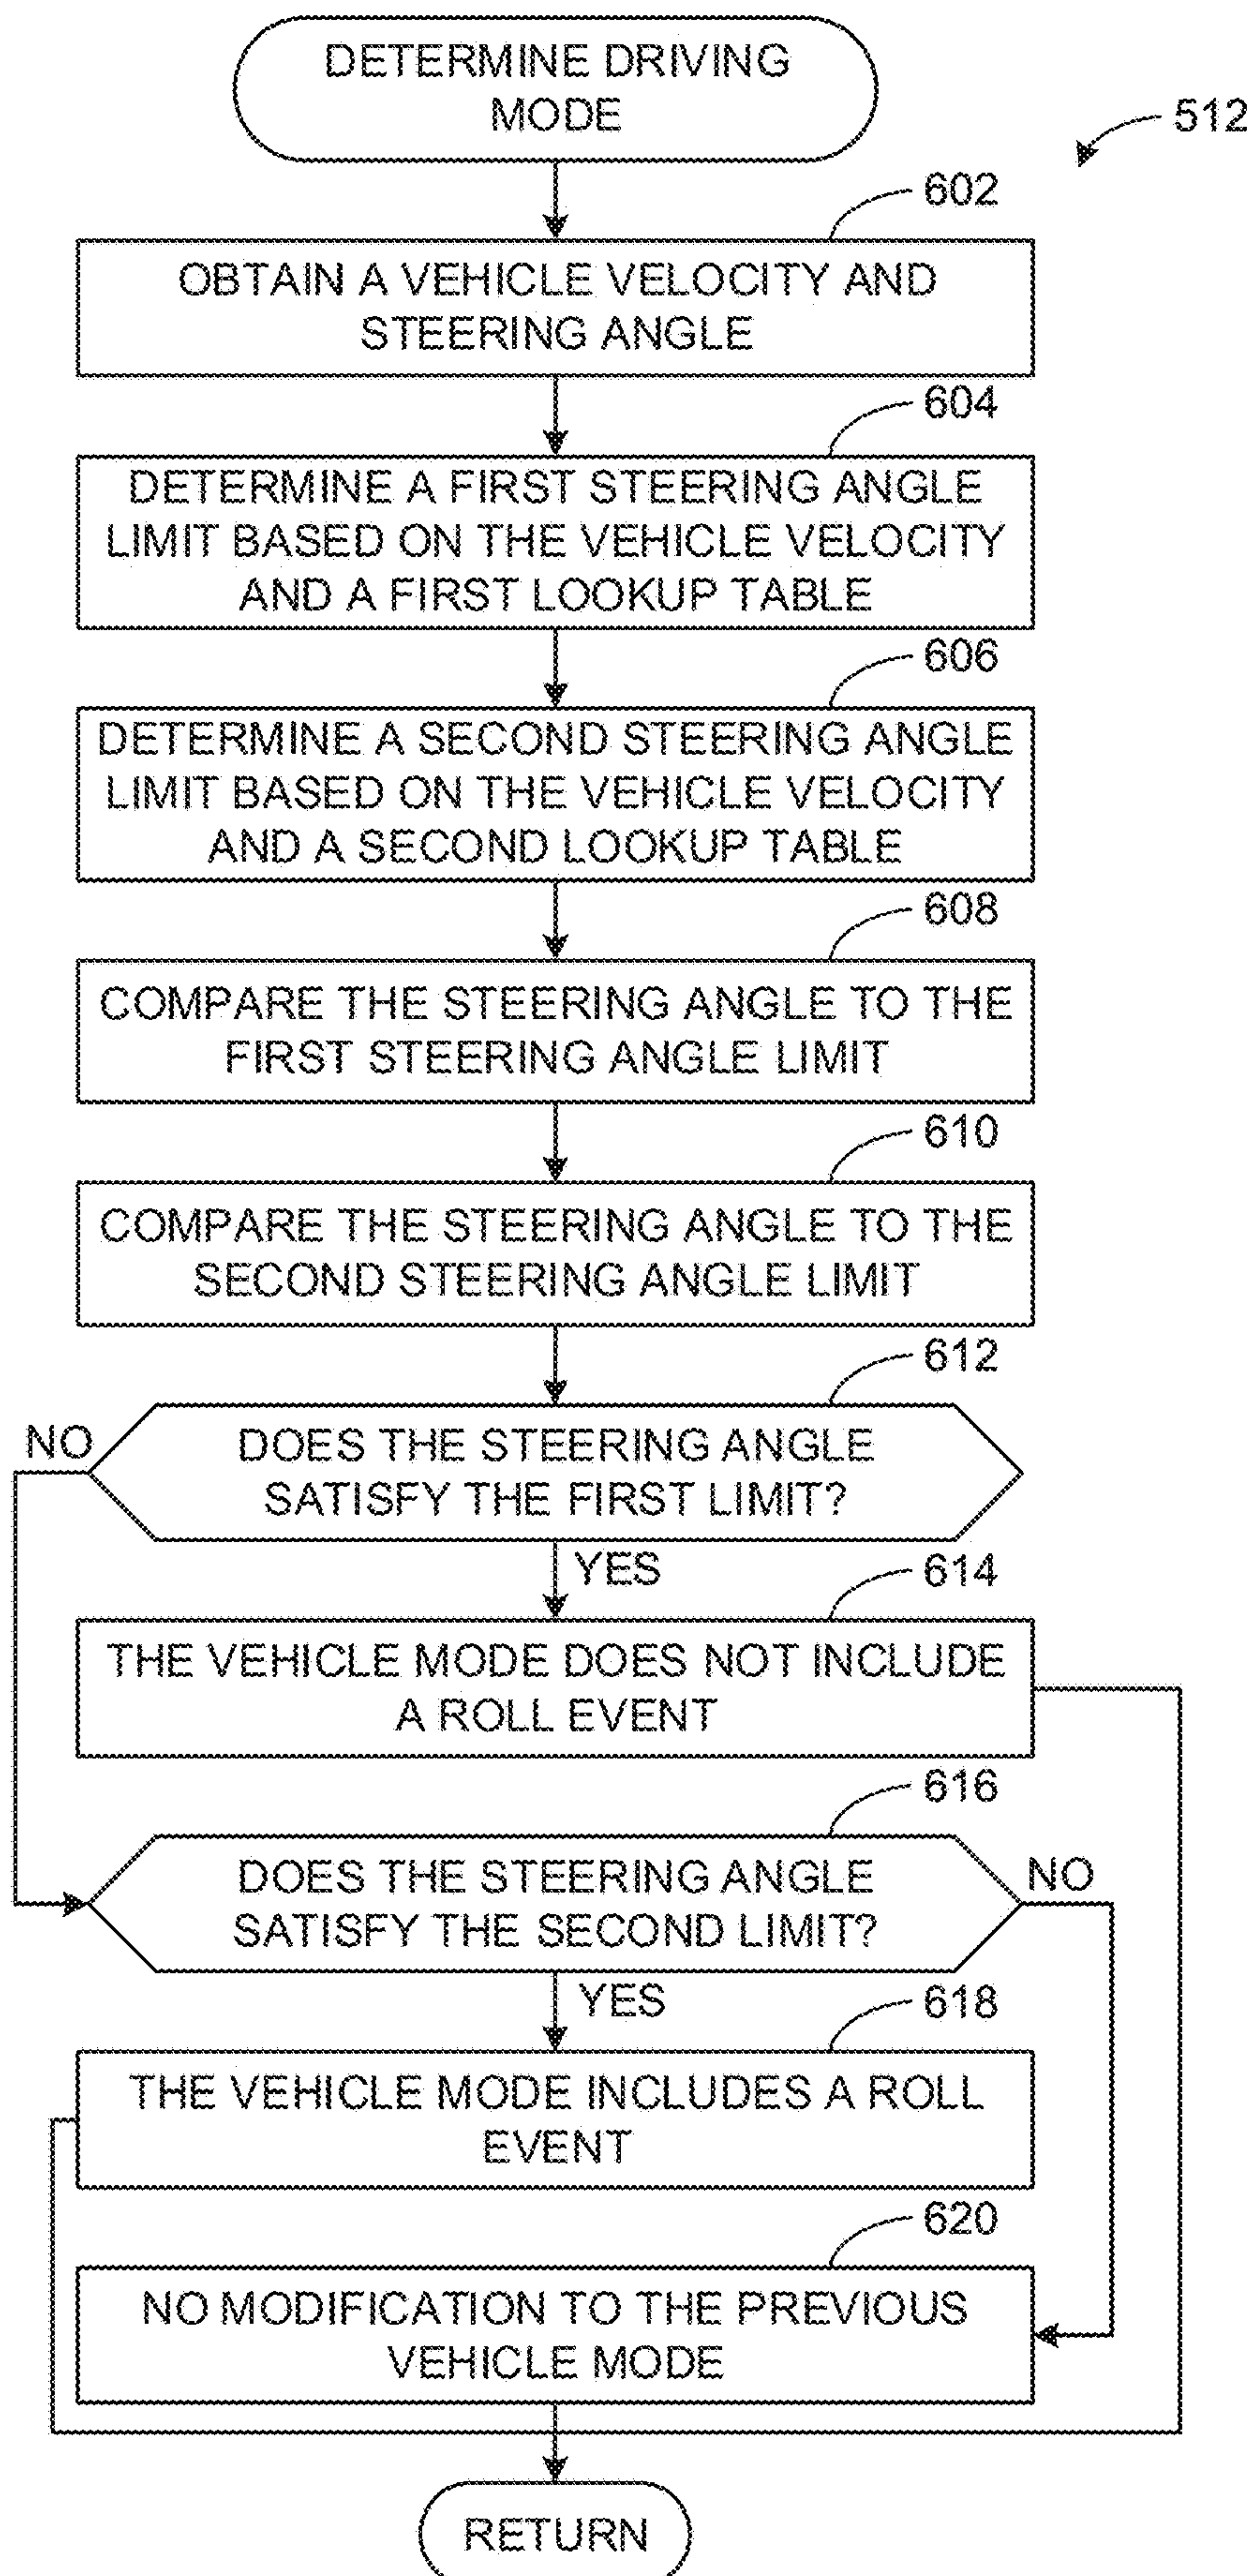 DETERMINE DRIVING
MODE
512
602
OBTAIN A VEHICLE VELOCITY AND
STEERING ANGLE
604
DETERMINE A FIRST STEERING ANGLE
LIMIT BASED ON THE VEHICLE VELOCITY
AND A FIRST LOOKUP TABLE
606
DETERMINE A SECOND STEERING ANGLE
LIMIT BASED ON THE VEHICLE VELOCITY
AND A SECOND LOOKUP TABLE
608
COMPARE THE STEERING ANGLE TO THE
FIRST STEERING ANGLE LIMIT
610
COMPARE THE STEERING ANGLE TO THE
SECOND STEERING ANGLE LIMIT
612
NO
DOES THE STEERING ANGLE
SATISFY THE FIRST LIMIT?
YES
614
THE VEHICLE MODE DOES NOT INCLUDE
A ROLL EVENT
616
DOES THE STEERING ANGLE
SATISFY THE SECOND LIMIT?
NO
YES
618
THE VEHICLE MODE INCLUDES A ROLL
EVENT
620
NO MODIFICATION TO THE PREVIOUS
VEHICLE MODE
RETURN